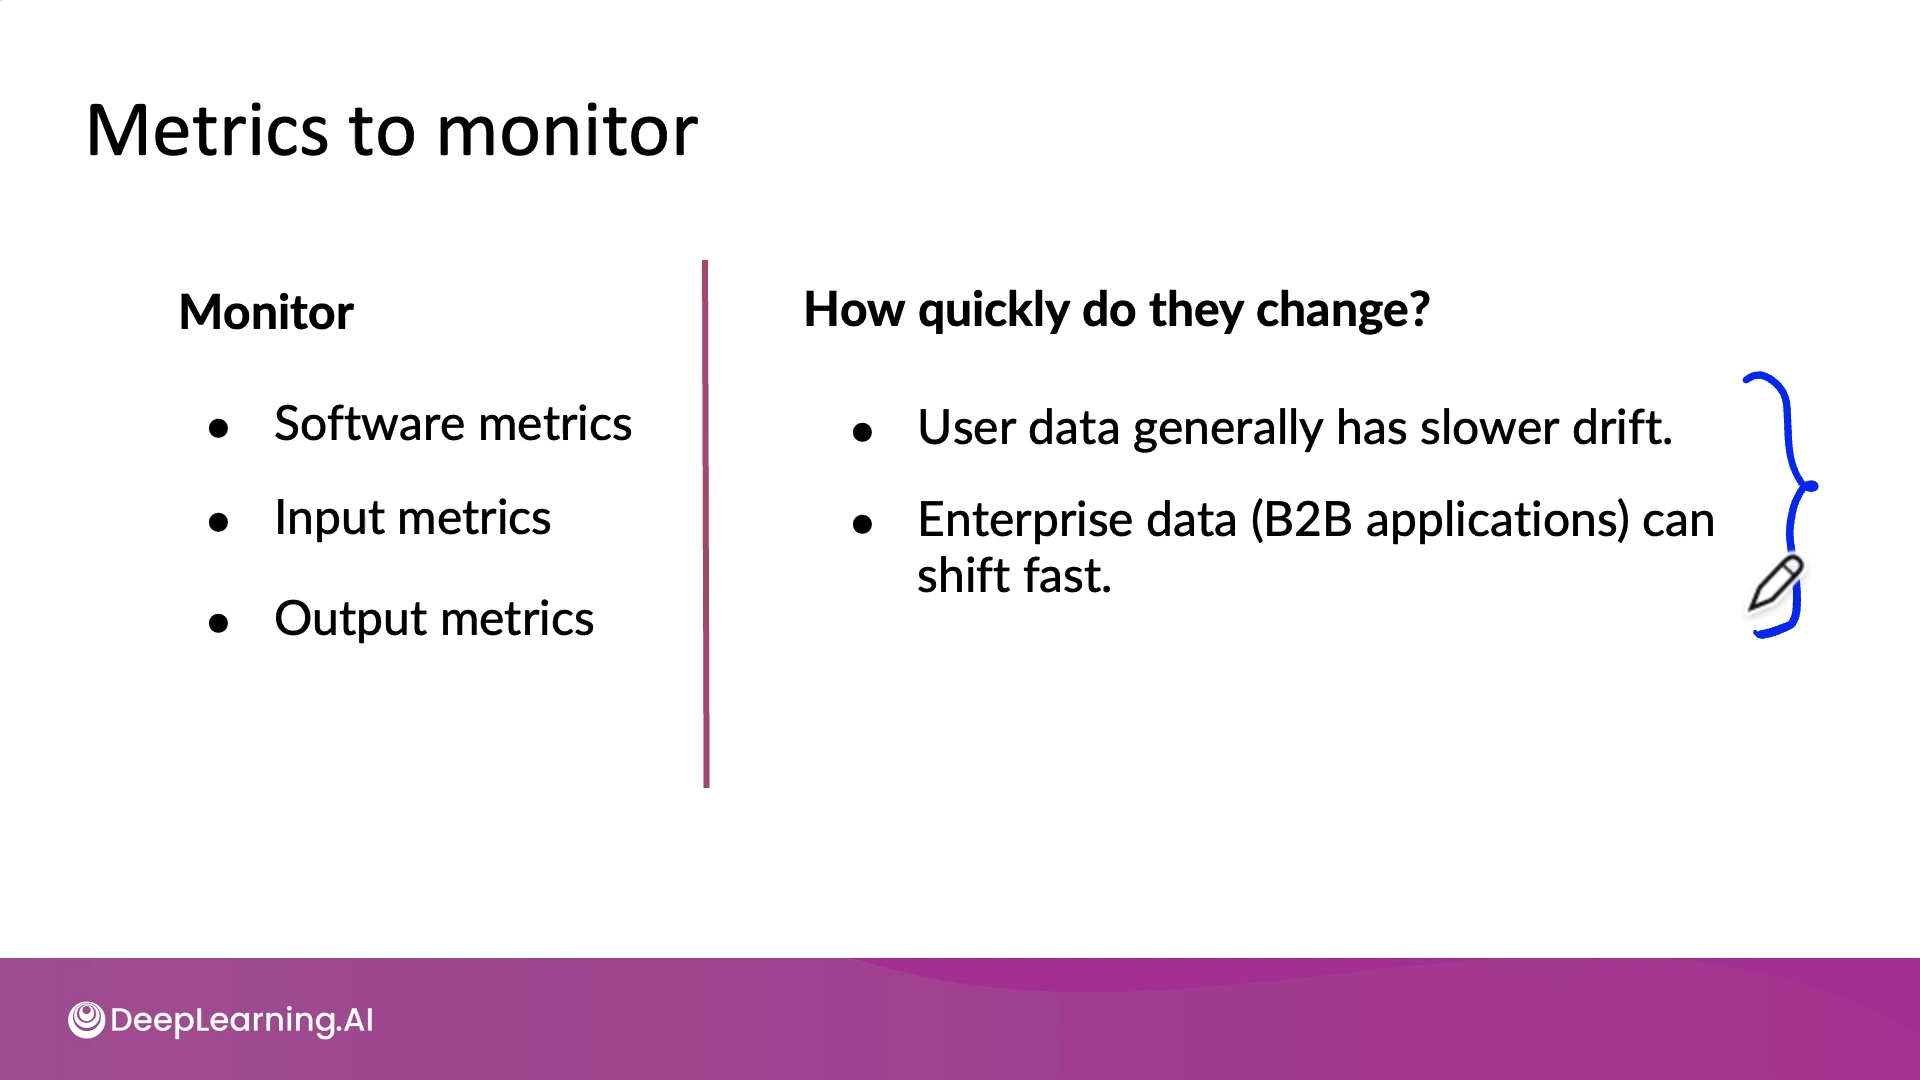 Metrics to monitor
Monitor
● Software metrics
● Input metrics
● Output metrics
How quickly do they change?
● User data generally has slower drift.
● Enterprise data (B2B applications) can
shift fast.
DeepLearning.AI